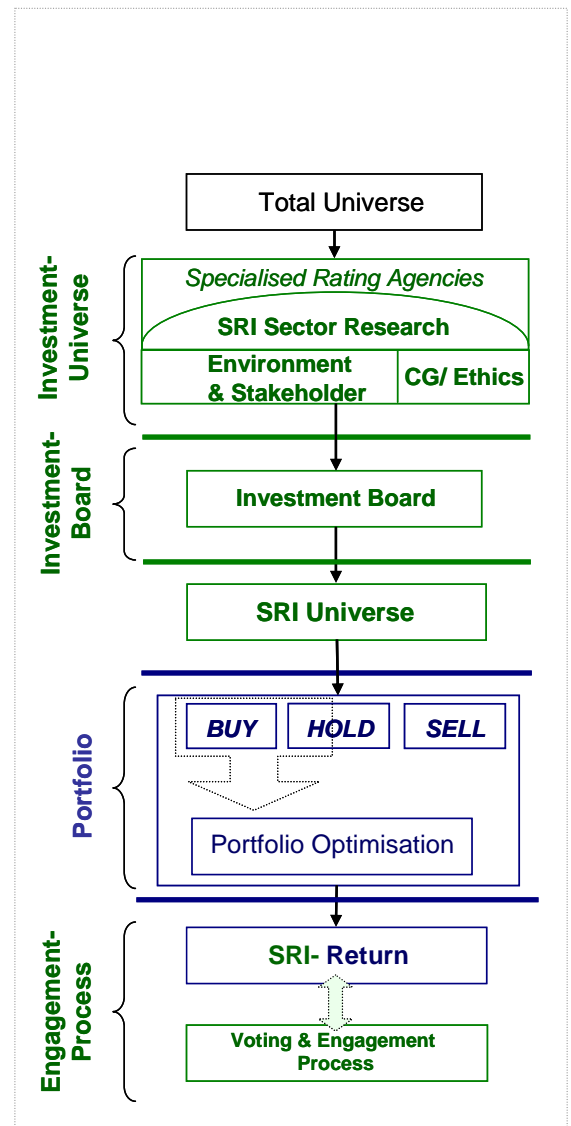 Total Universe
Investment-
Universe
Specialised Rating Agencies
SRI Sector Research
Environment
& Stakeholder
CG/ Ethics
Investment-
Board
Investment Board
SRI Universe
Portfolio
BUY
HOLD
SELL
Portfolio Optimisation
Engagement-
Process
SRI- Return
Voting & Engagement
Process